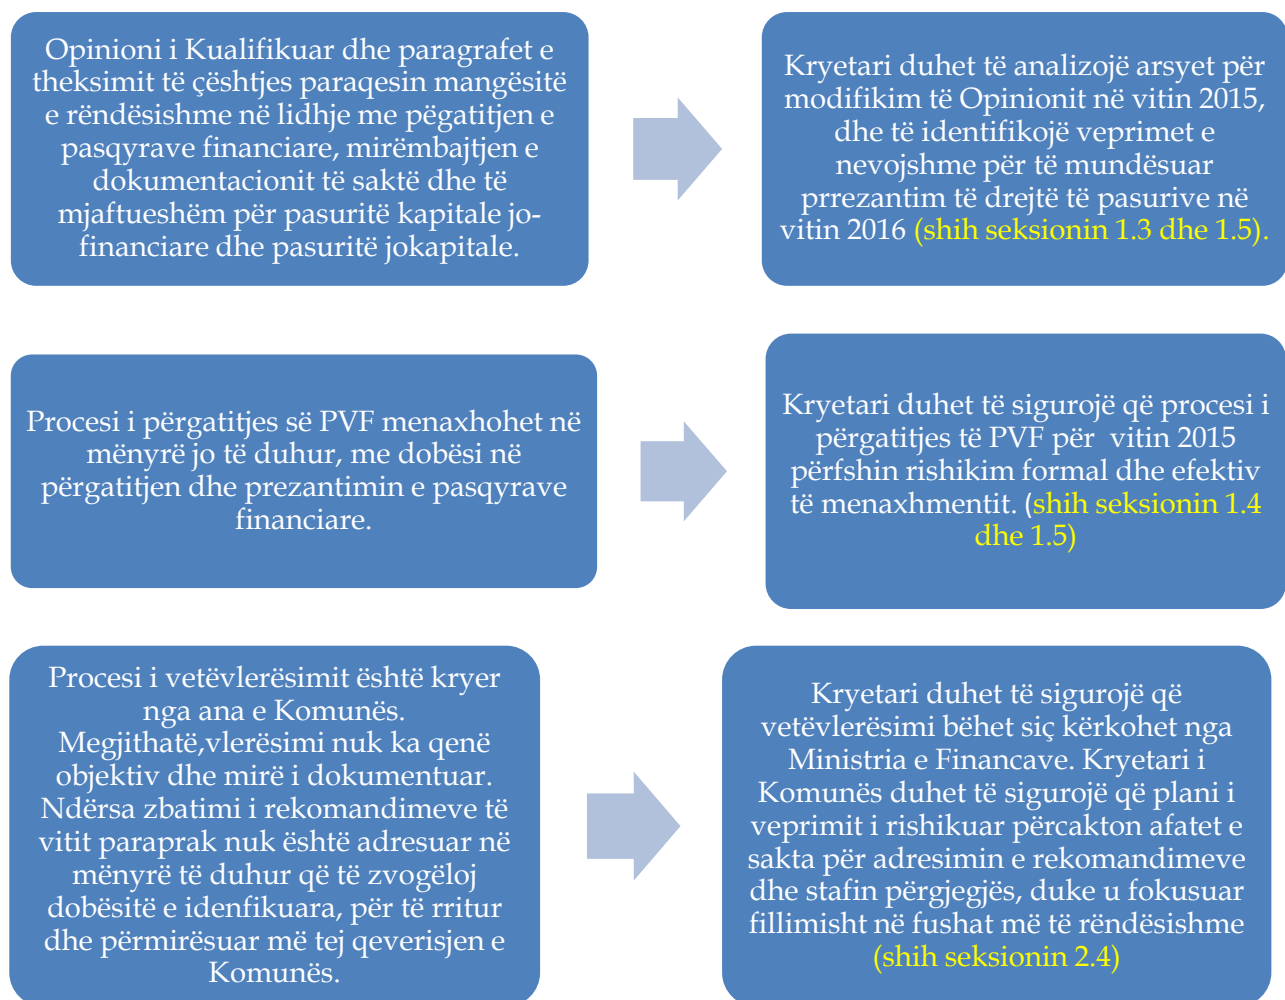 Opinioni i Kualifikuar dhe paragrafet e
theksimit të çështjes paraqesin mangësitë
e rëndësishme në lidhje me pëgatitjen e
pasqyrave financiare, mirëmbajtjen e
dokumentacionit të saktë dhe të
mjaftueshëm për pasuritë kapitale jo-
financiare dhe pasuritë jokapitale.
Kryetari duhet të analizojë arsyet për
modifikim të Opinionit në vitin 2015,
dhe të identifikojë veprimet e
nevojshme për të mundësuar
prrezantim të drejtë të pasurive në
vitin 2016 (shih seksionin 1.3 dhe 1.5).
Procesi i përgatitjes së PVF menaxhohet në
mënyrë jo të duhur, me dobësi në
përgatitjen dhe prezantimin e pasqyrave
financiare.
Kryetari duhet të sigurojë që procesi i
përgatitjes të PVF për  vitin 2015
përfshin rishikim formal dhe efektiv
të menaxhmentit. (shih seksionin 1.4
dhe 1.5)
Procesi i vetëvlerësimit është kryer
nga ana e Komunës.
Megjithatë,vlerësimi nuk ka qenë
objektiv dhe mirë i dokumentuar.
Ndërsa zbatimi i rekomandimeve të
vitit paraprak nuk është adresuar në
mënyrë të duhur që të zvogëloj
dobësitë e idenfikuara, për të rritur
dhe përmirësuar më tej qeverisjen e
Komunës.
Kryetari duhet të sigurojë që
vetëvlerësimi bëhet siç kërkohet nga
Ministria e Financave. Kryetari i
Komunës duhet të sigurojë që plani i
veprimit i rishikuar përcakton afatet e
sakta për adresimin e rekomandimeve
dhe stafin përgjegjës, duke u fokusuar
fillimisht në fushat më të rëndësishme
(shih seksionin 2.4)